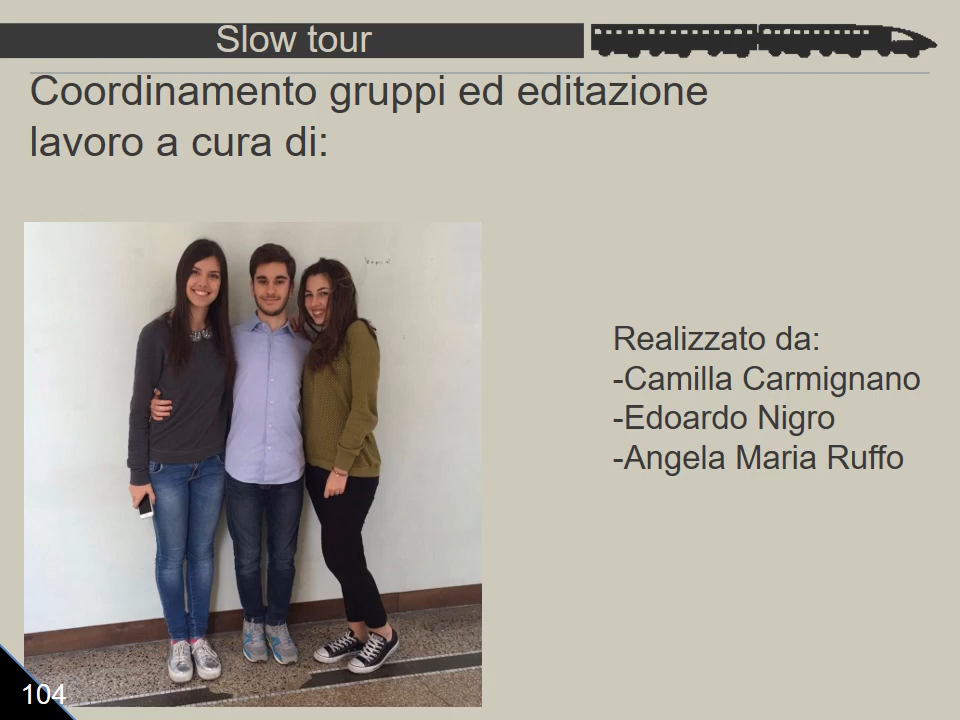 Slow tour
Coordinamento gruppi ed editazione
lavoro a cura di:
Realizzato da:
-Camilla Carmignano
-Edoardo Nigro
-Angela Maria Ruffo
104